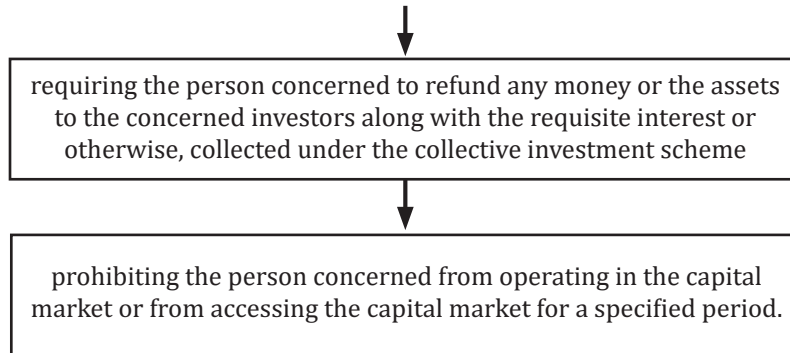 requiring the person concerned to refund any money or the assets
to the concerned investors along with the requisite interest or
otherwise, collected under the collective investment scheme
prohibiting the person concerned from operating in the capital
market or from accessing the capital market for a specified period.